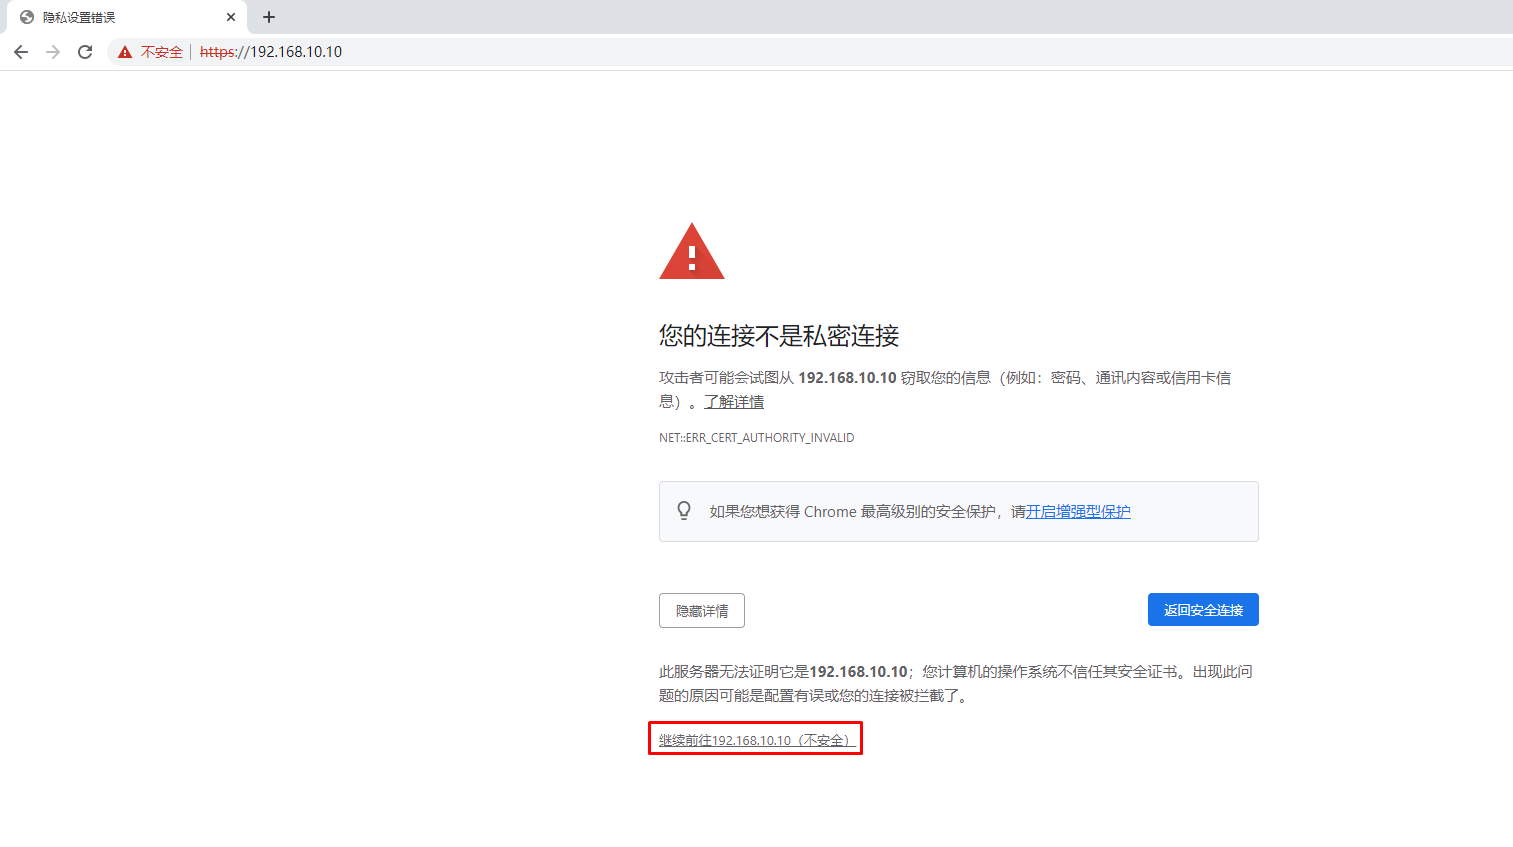 隐私设置错误
不安全 https://192.168.10.10
您的连接不是私密连接
攻击者可能会试图从 192.168.10.10 窃取您的信息（例如：密码、通讯内容或信用卡信
息）。了解详情
NET::ERR_CERT_AUTHORITY_INVALID
如果您想获得 Chrome 最高级别的安全保护，请开启增强型保护
隐藏详情
返回安全连接
此服务器无法证明它是192.168.10.10；您计算机的操作系统不信任其安全证书。出现此问
题的原因可能是配置有误或您的连接被拦截了。
继续前往192.168.10.10（不安全）